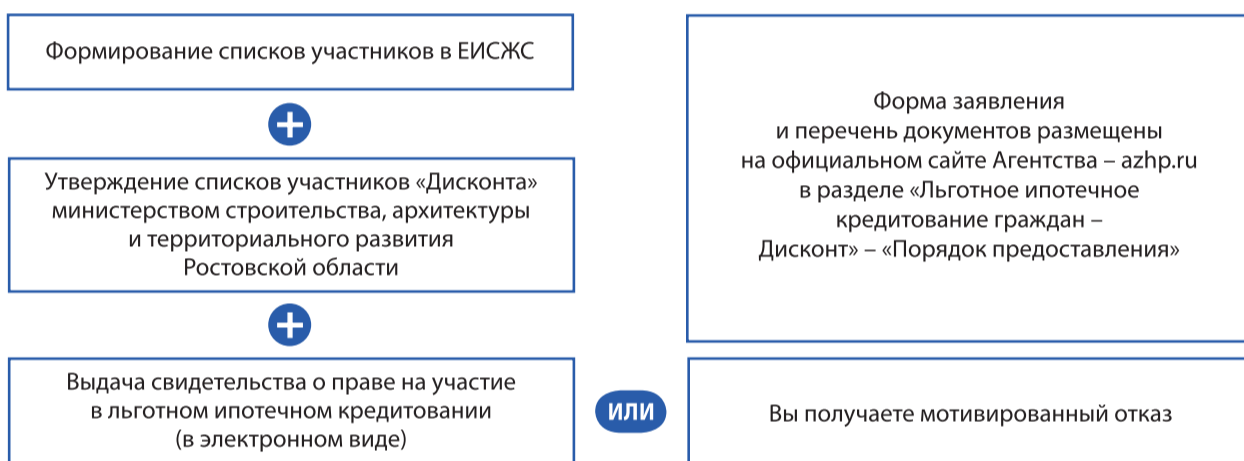 Формирование списков участников в ЕИСЖС
Утверждение списков участников «Дисконта»
министерством строительства, архитектуры
и территориального развития
Ростовской области
Выдача свидетельства о праве на участие
в льготном ипотечном кредитовании
(в электронном виде)
Форма заявления
и перечень документов размещены
на официальном сайте Агентства – azhp.ru
в разделе «Льготное ипотечное
кредитование граждан –
Дисконт» – «Порядок предоставления»
ИЛИ
Вы получаете мотивированный отказ